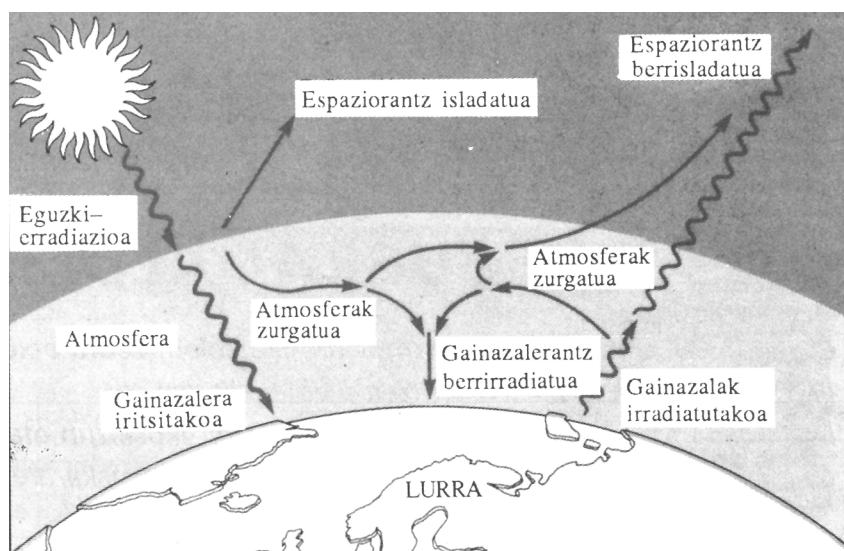 Espaziorantz
berrisladatua
Espaziorantz isladatua
Eguzki–
erradiazioa
Atmosferak
zurgatua
Atmosferak
zurgatua
Atmosfera
Gainazalerantz
berrirradiatua
Gainazalera
iritsitakoa
Gainazalak
irradiatutakoa
LURRA